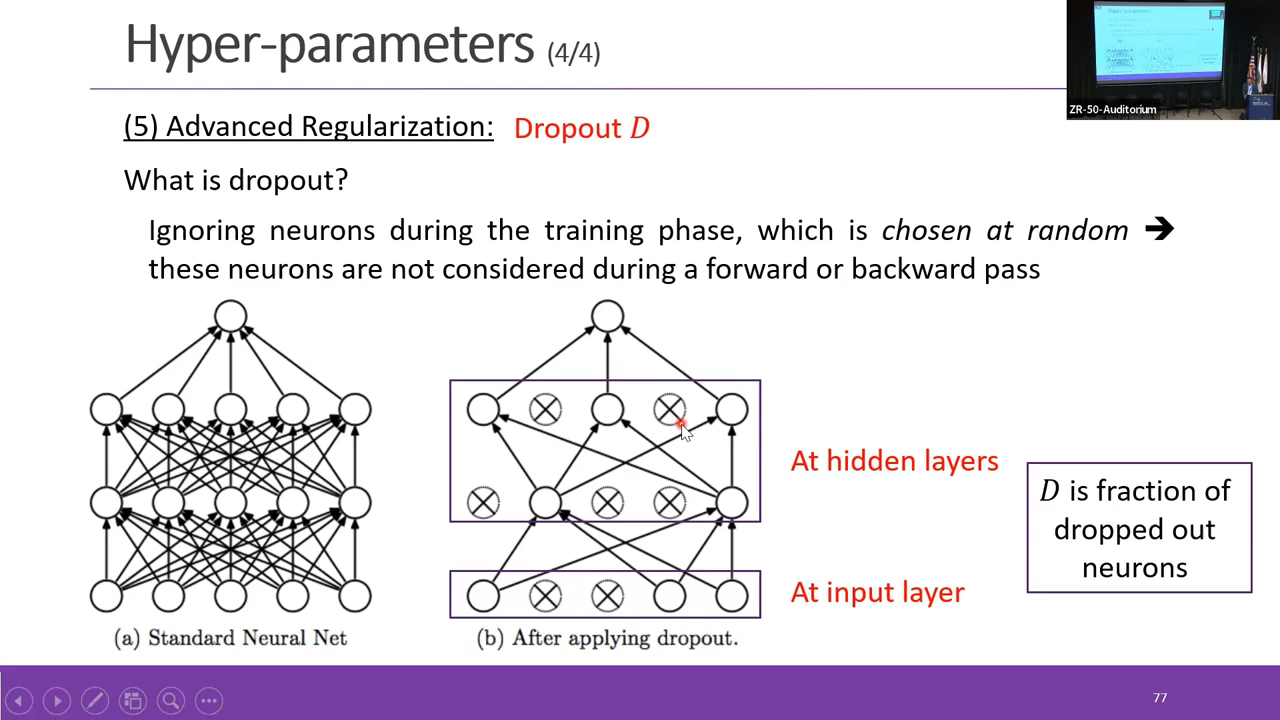 Hyper-parameters (4/4)
ZR-50-Auditorium
(5) Advanced Regularization: Dropout D
What is dropout?
Ignoring neurons during the training phase, which is chosen at random ➔
these neurons are not considered during a forward or backward pass
At hidden layers
D is fraction of
dropped out
neurons
At input layer
(a) Standard Neural Net
(b) After applying dropout.
77